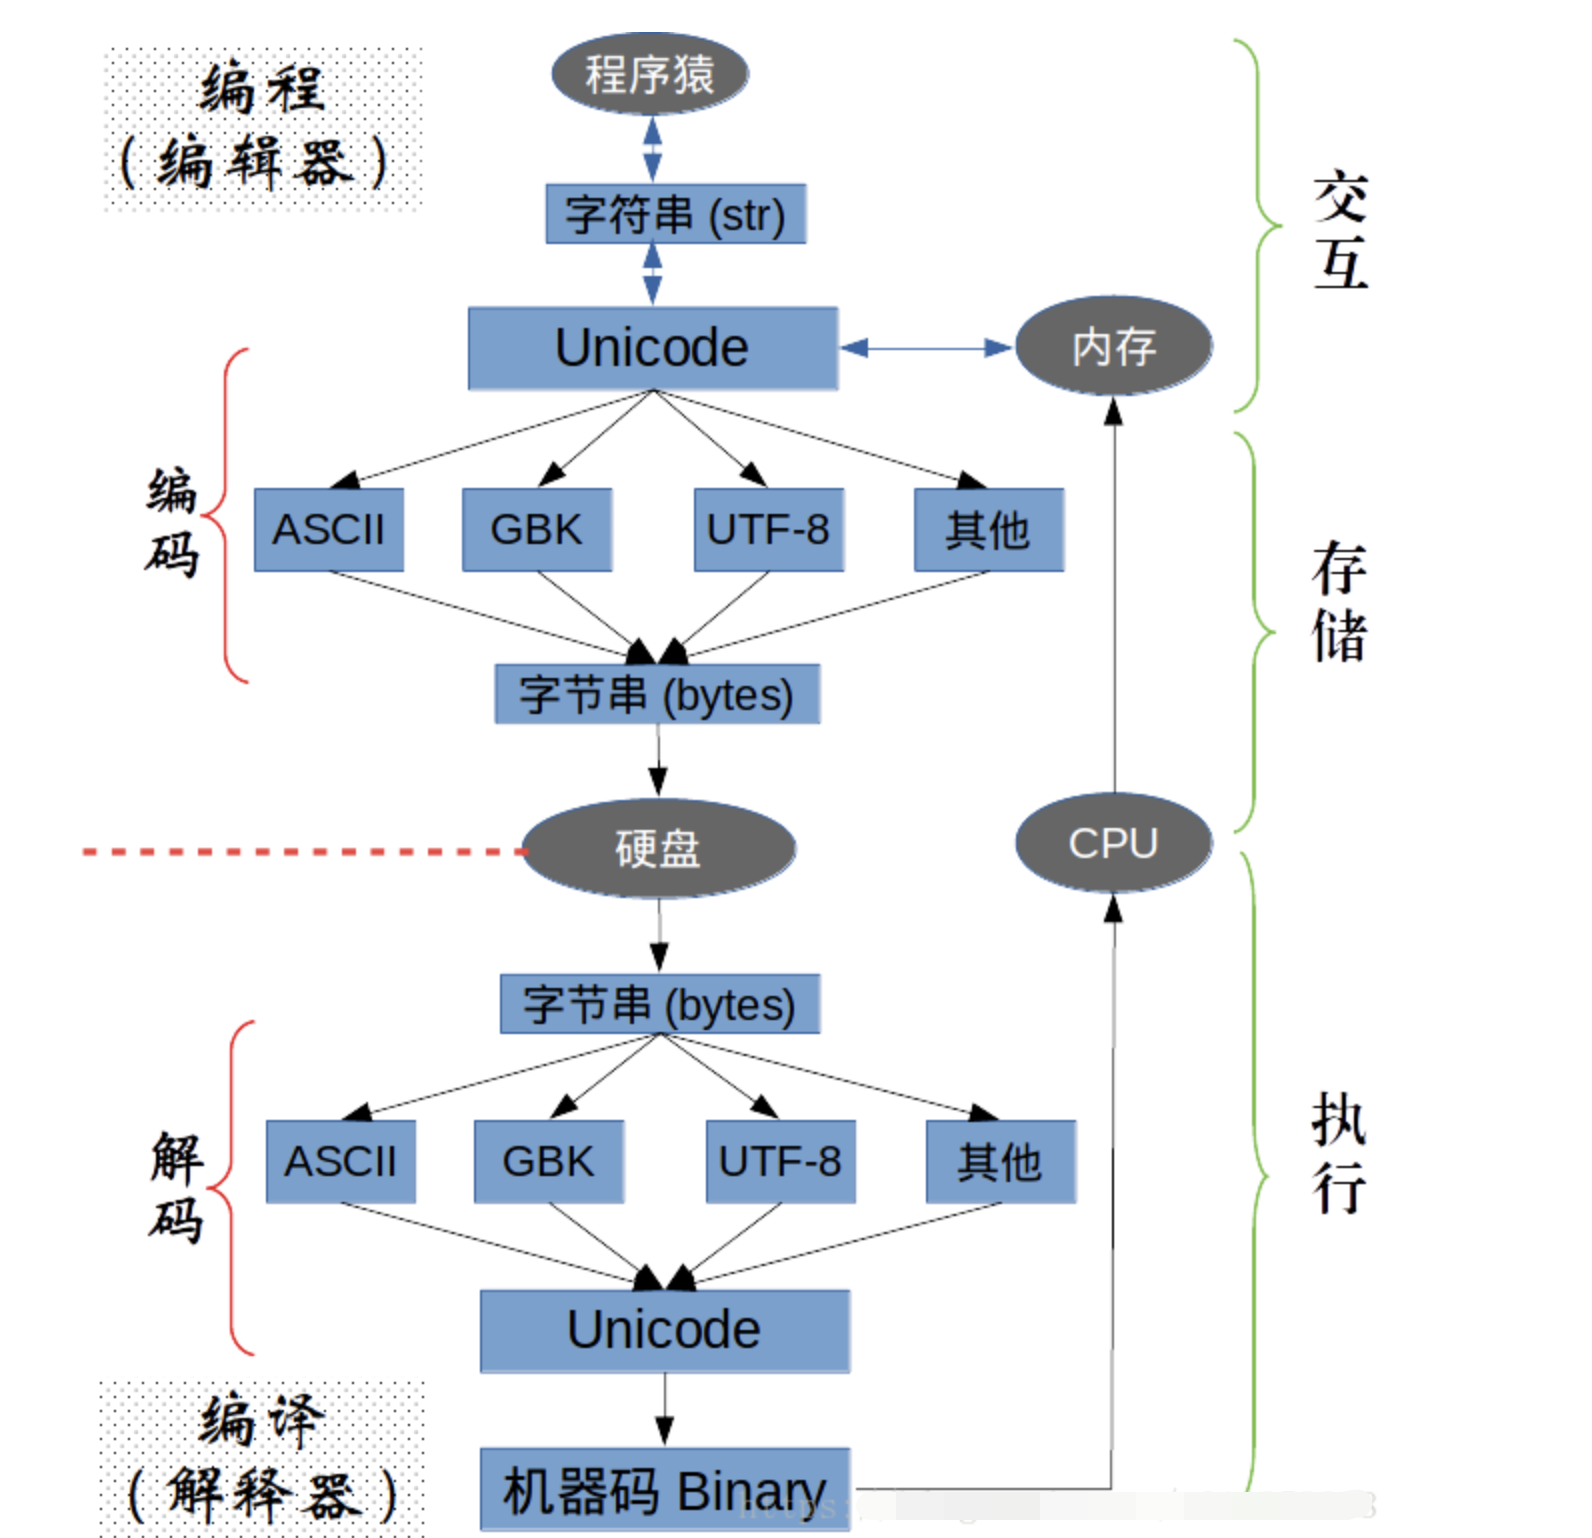 编程
（编辑器）
程序猿
字符串 (str)
Unicode
内存
交互
编码
ASCII
GBK
UTF-8
其他
字节串 (bytes)
存储
硬盘
CPU
字节串 (bytes)
解码
ASCII
GBK
UTF-8
其他
执行
Unicode
编译
（解释器）
机器码 Binary